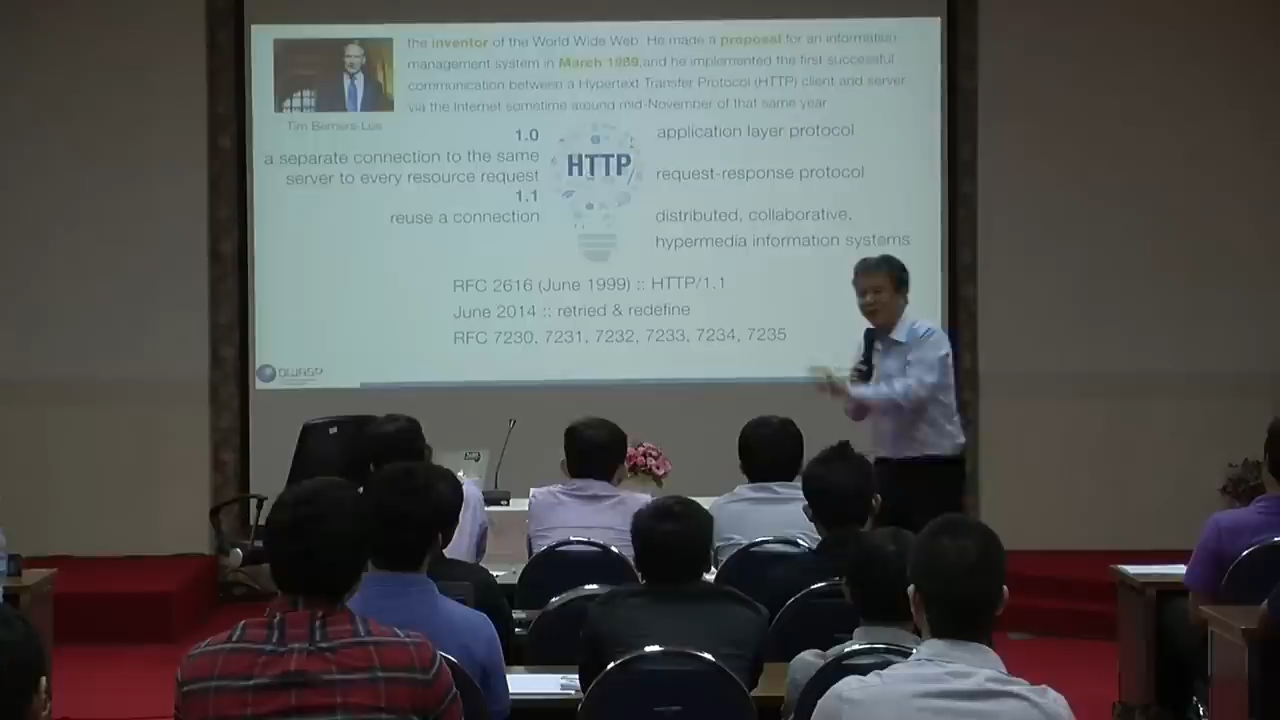 the inventor of the World Wide Web. He made a proposal for an information
management system in March 1989,and he implemented the first successful
communication between a Hypertext Transfer Protocol (HTTP) client and server
via the Internet sometime around mid-November of that same year
Tim Berners-Lee
1.0
a separate connection to the same
server to every resource request
1.1
reuse a connection
HTTP/
application layer protocol
request-response protocol
distributed, collaborative,
hypermedia information systems
RFC 2616 (June 1999) :: HTTP/1.1
June 2014 :: retried & redefine
RFC 7230, 7231, 7232, 7233, 7234, 7235
OWASP